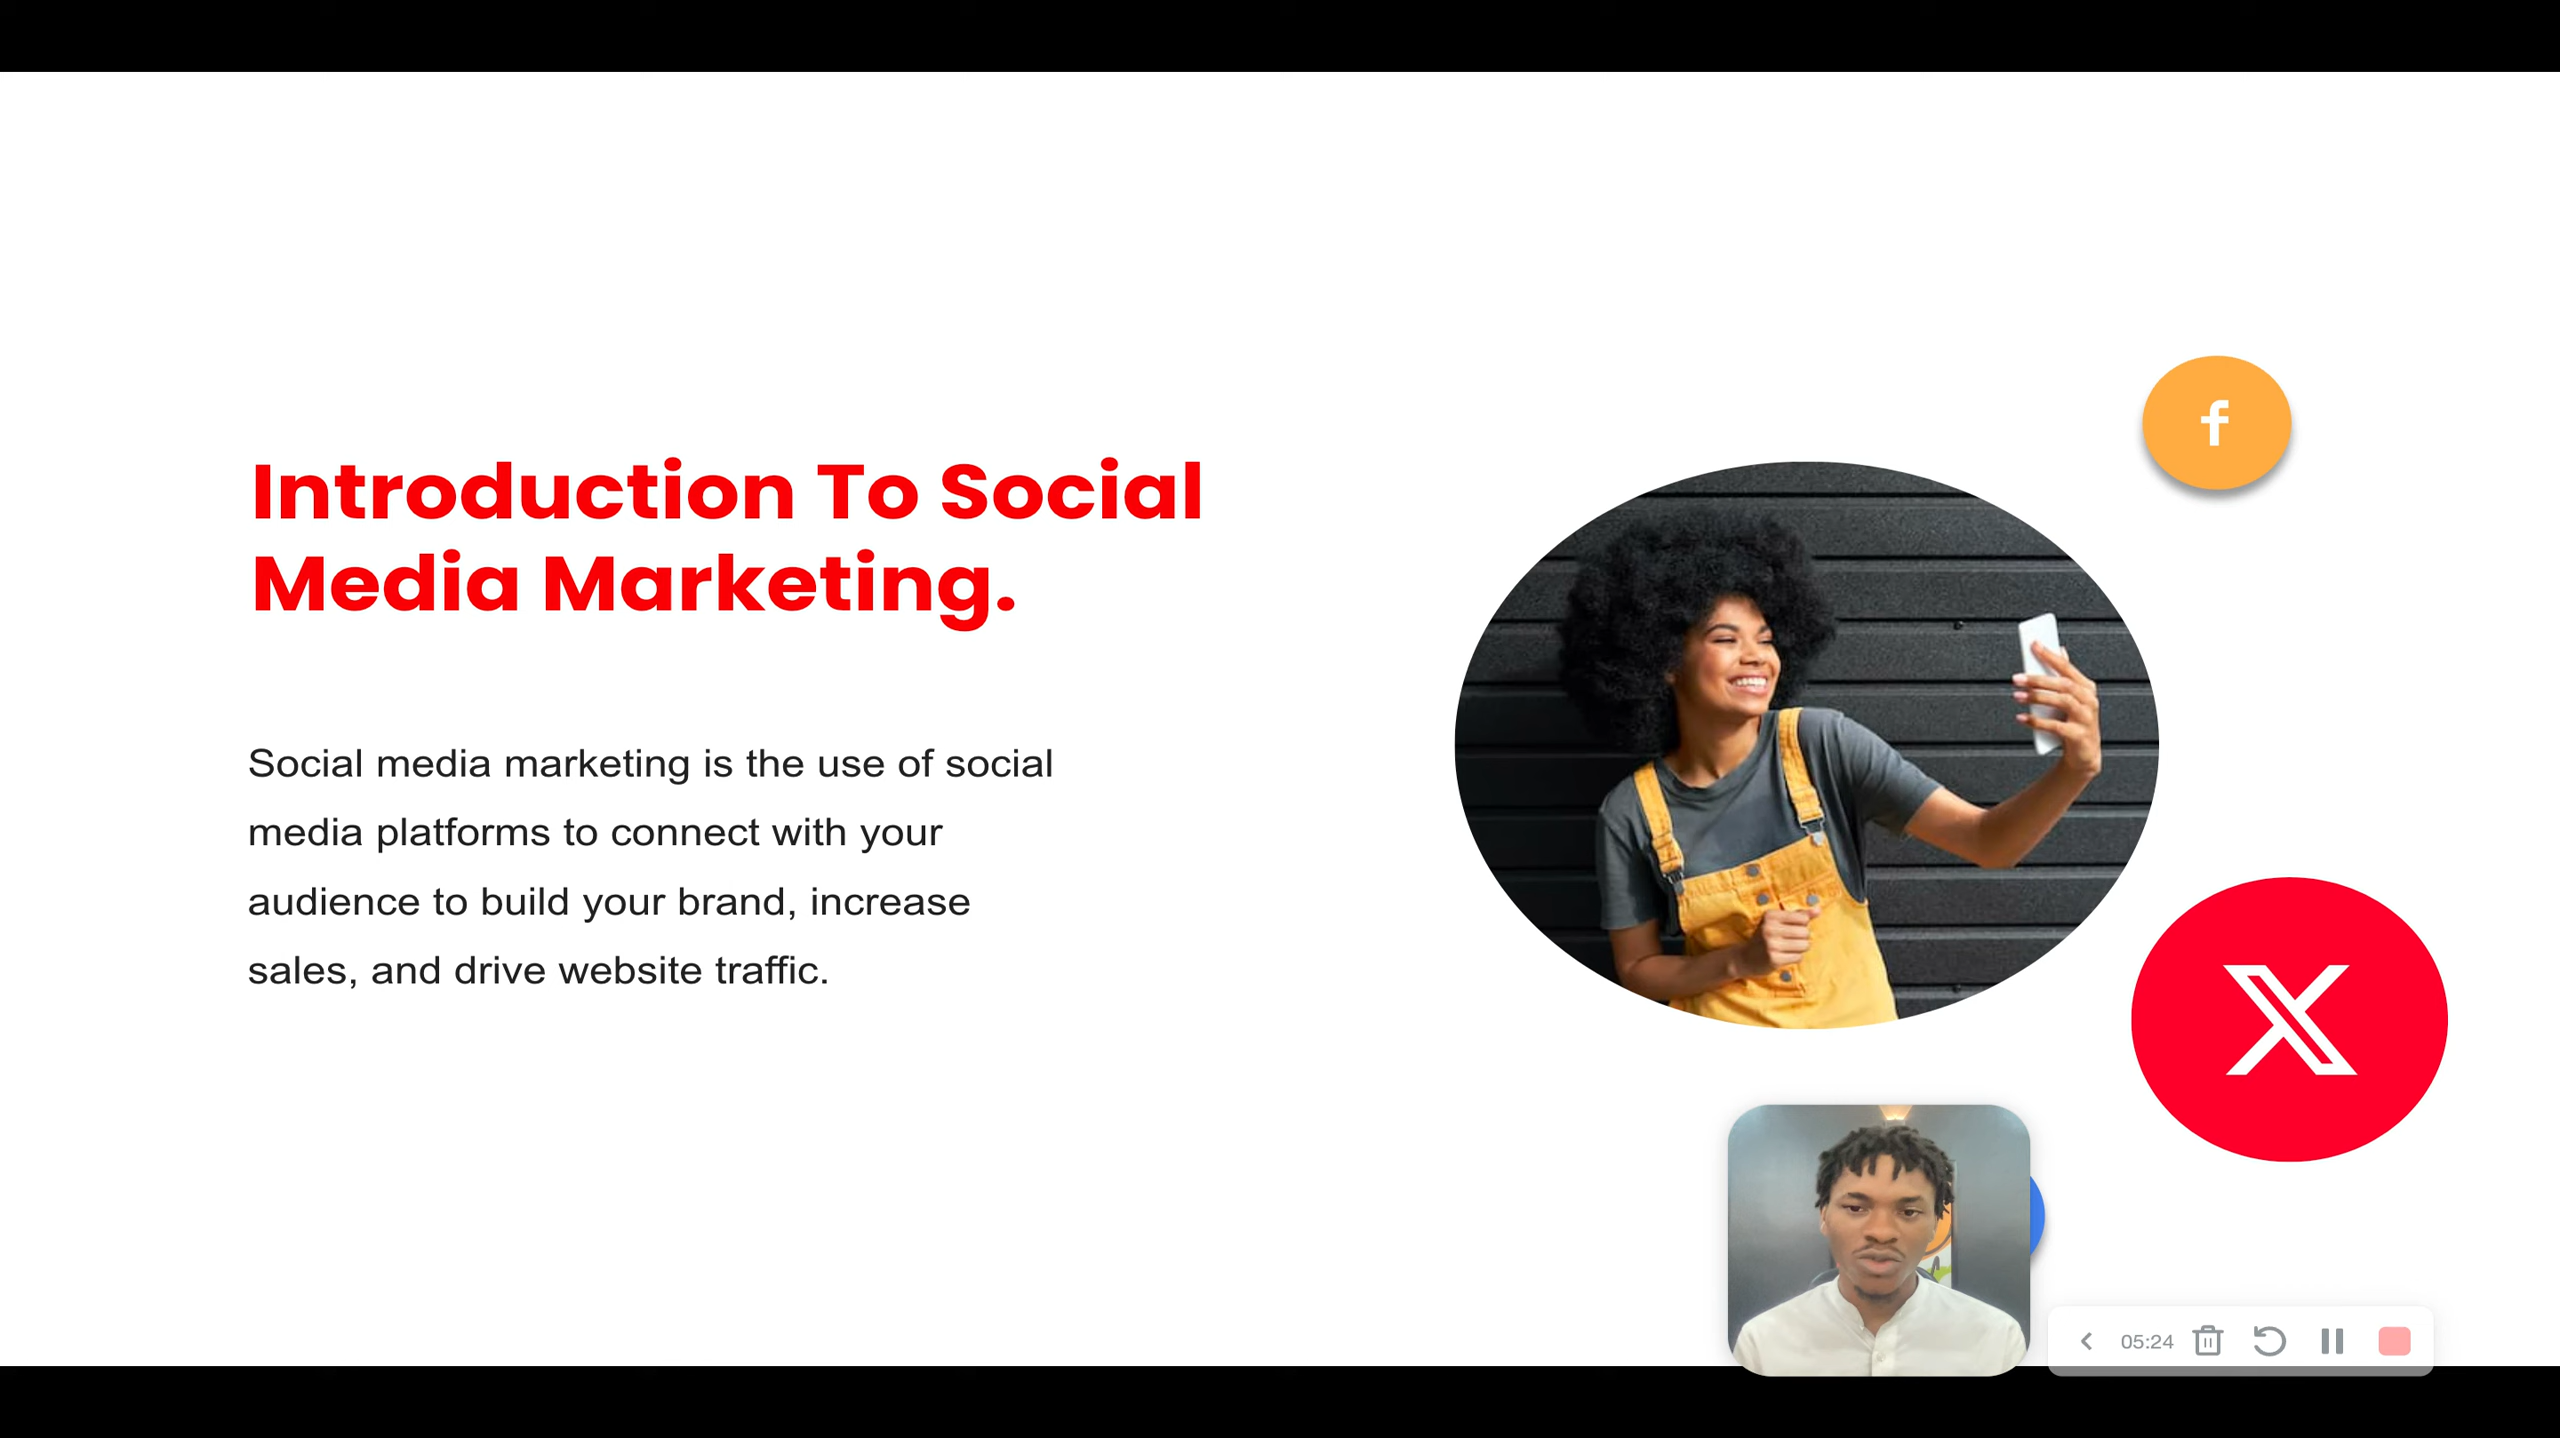 Introduction To Social
Media Marketing.
Social media marketing is the use of social
media platforms to connect with your
audience to build your brand, increase
sales, and drive website traffic.
f
X
05:24